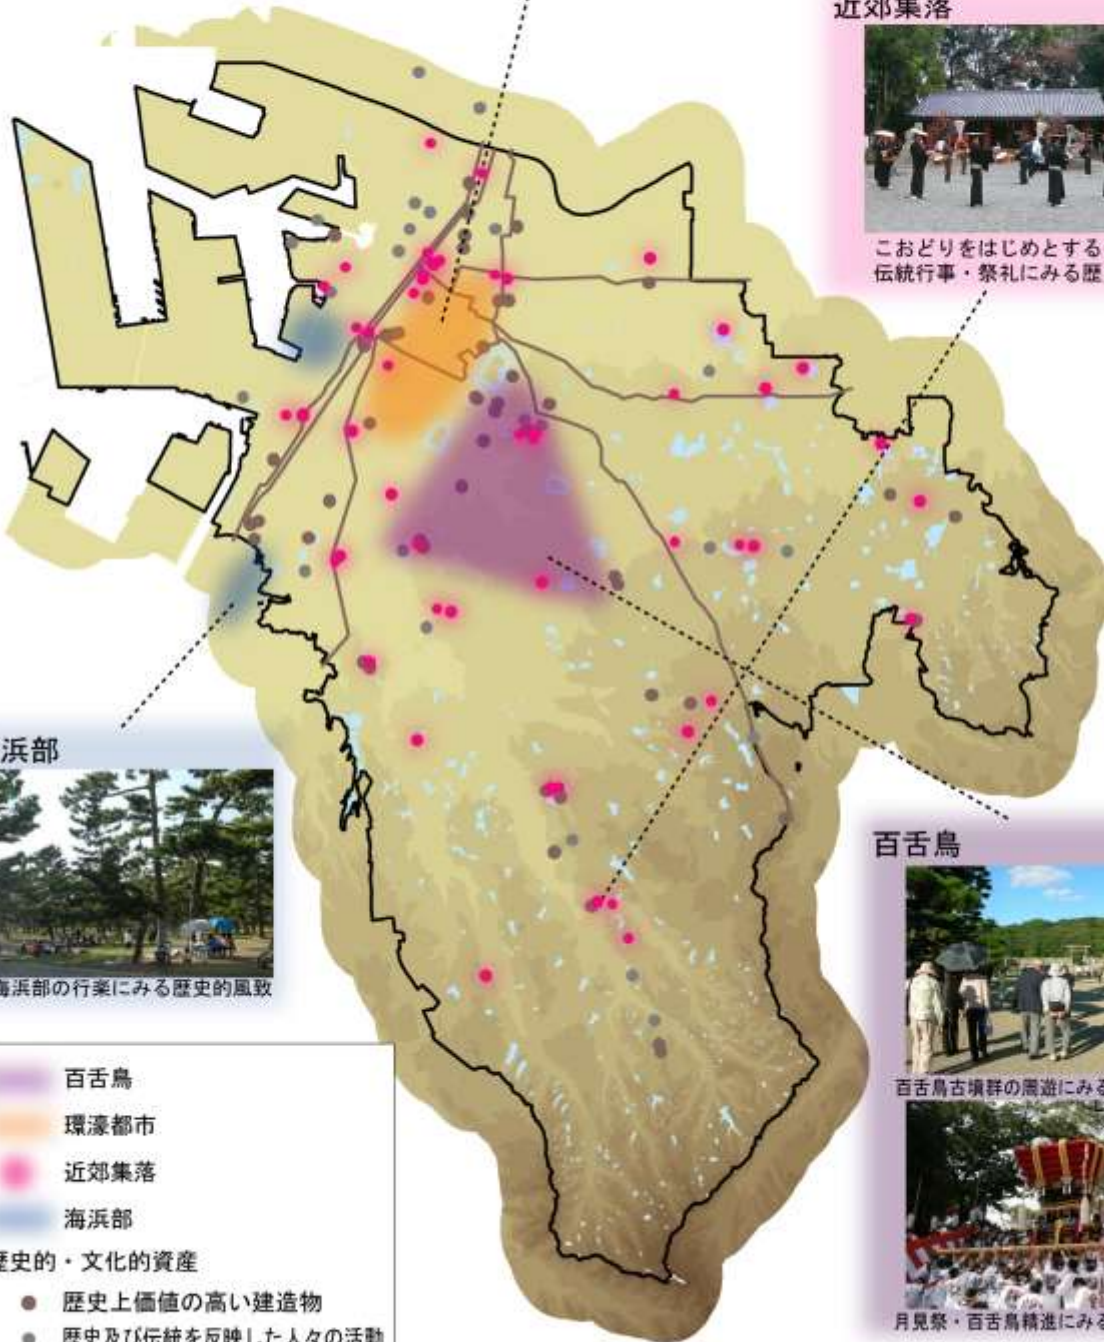 近郊集落
こおどりをはじめとする
伝統行事・祭礼にみる歴
浜部
海浜部の行楽にみる歴史的風致
百舌鳥
百舌鳥古墳群の周遊にみる
月見祭・百舌鳥精進にみる
百舌鳥
環濠都市
近郊集落
海浜部
歴史的・文化的資産
歴史上価値の高い建造物
歴史及び伝統を反映した人々の活動